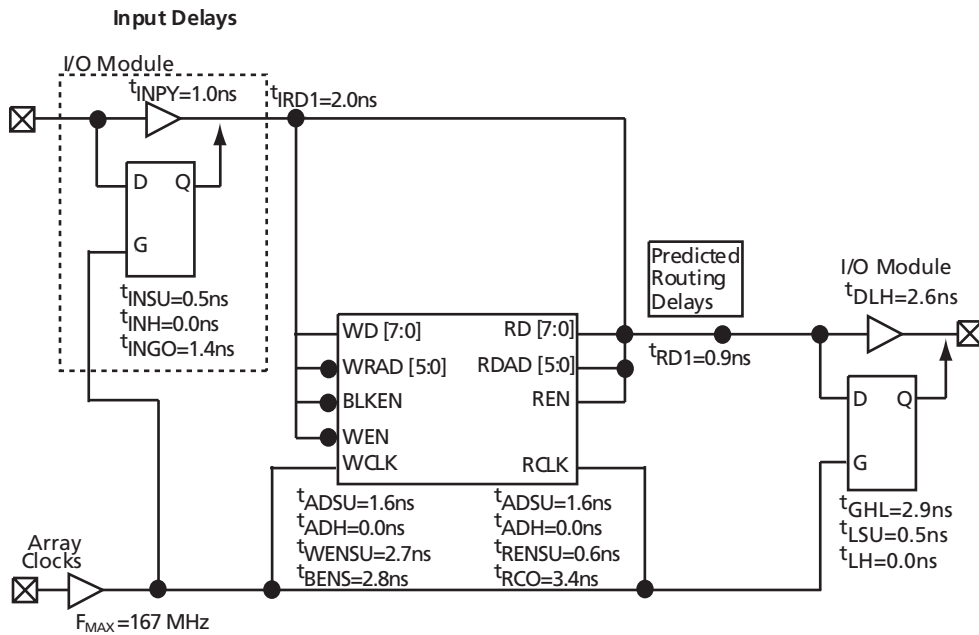 Input Delays
I/O Module
tINPY=1.0ns
tIRD1=2.0ns
D Q
G
tINSU=0.5ns
tINH=0.0ns
tINGO=1.4ns
Predicted
Routing
Delays
I/O Module
tDLH=2.6ns
WD [7:0] RD [7:0]
WRAD [5:0] RDAD [5:0]
BLKEN REN
WEN
WCLK RCLK
tRD1=0.9ns
D Q
G
tADSU=1.6ns
tADH=0.0ns
tWENSU=2.7ns
tBENS=2.8ns
tADSU=1.6ns
tADH=0.0ns
tRENSU=0.6ns
tRCO=3.4ns
tGHL=2.9ns
tLSU=0.5ns
tLH=0.0ns
Array
Clocks
FMAX=167 MHz